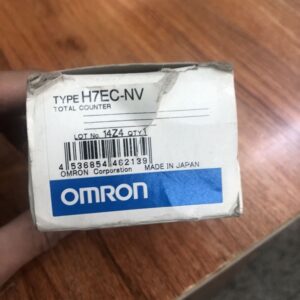 TYPE H7EC-NV
TOTAL COUNTER
LOT No. 14Z4 QTY 1
4 536854 462139
OMRON Corporation MADE IN JAPAN
OMRON